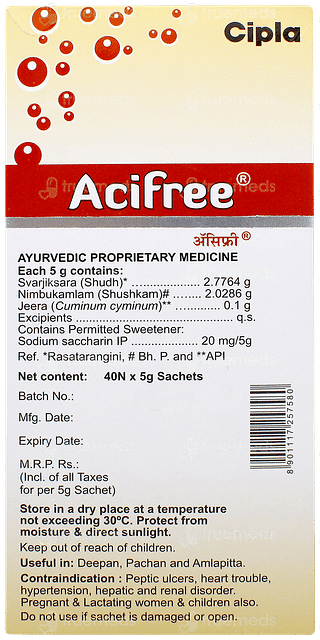 Cipla
Acifree®
ॲसिफ्री®
AYURVEDIC PROPRIETARY MEDICINE
Each 5 g contains:
Svarjiksara (Shudh)* .................... 2.7764 g
Nimbukamlam (Shushkam)# ....... 2.0286 g
Jeera (Cuminum cyminum)** ............ 0.1 g
Excipients ........................................ q.s.
Contains Permitted Sweetener:
Sodium saccharin IP ................ 20 mg/5g
Ref. *Rasatarangini, # Bh. P. and **API
Net content: 40N x 5g Sachets
Batch No.:
Mfg. Date:
Expiry Date:
M.R.P. Rs.:
(Incl. of all Taxes
for per 5g Sachet)
8 901117 257580
Store in a dry place at a temperature
not exceeding 30ºC. Protect from
moisture & direct sunlight.
Keep out of reach of children.
Useful in: Deepan, Pachan and Amlapitta.
Contraindication : Peptic ulcers, heart trouble,
hypertension, hepatic and renal disorder.
Pregnant & Lactating women & children also.
Do not use if sachet is damaged or open.
truemeds